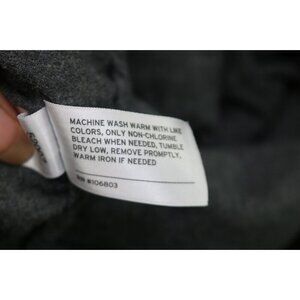 MACHINE WASH WARM WITH LIKE
COLORS, ONLY NON-CHLORINE
BLEACH WHEN NEEDED, TUMBLE
DRY LOW, REMOVE PROMPTLY,
WARM IRON IF NEEDED
RN #106803